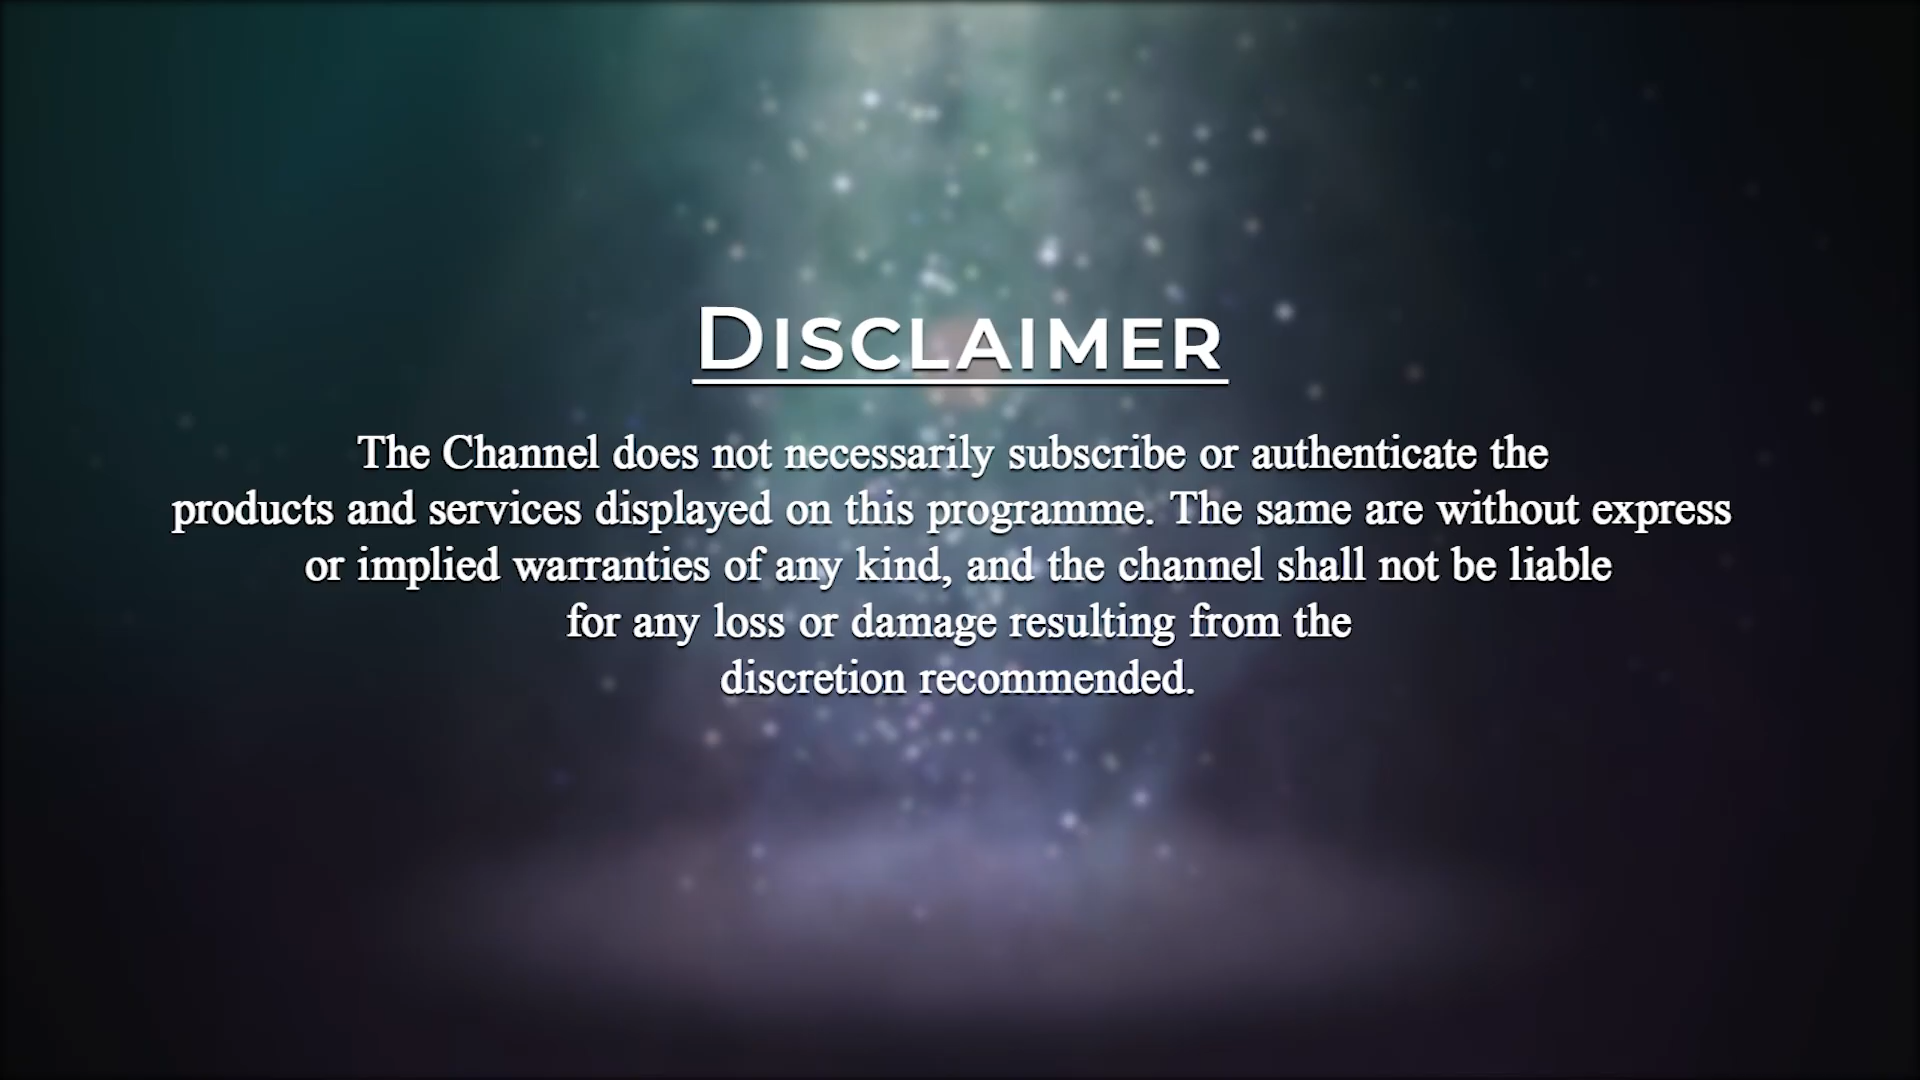 DISCLAIMER
The Channel does not necessarily subscribe or authenticate the
products and services displayed on this programme. The same are without express
or implied warranties of any kind, and the channel shall not be liable
for any loss or damage resulting from the
discretion recommended.